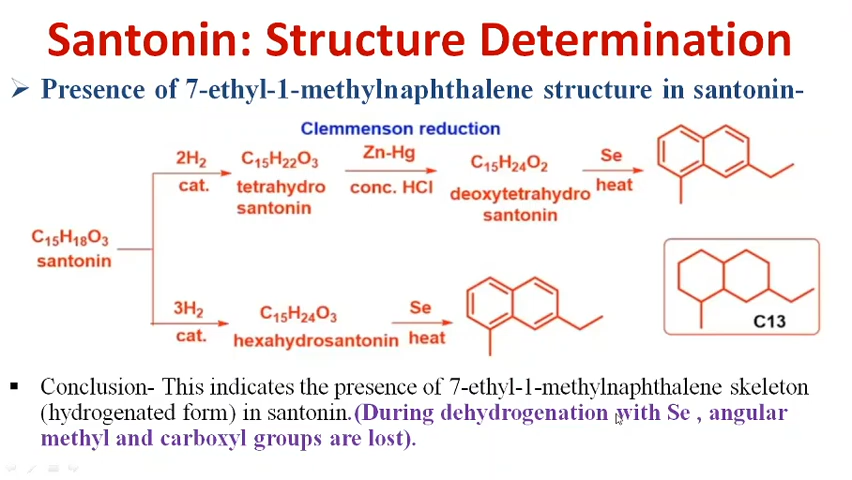 Santonin: Structure Determination
➢ Presence of 7-ethyl-1-methylnaphthalene structure in santonin-
Clemmenson reduction
2H₂
cat.
C₁₅H₂₂O₃
tetrahydro
santonin
Zn-Hg
conc. HCl
C₁₅H₂₄O₂
deoxytetrahydro
santonin
Se
heat
C₁₅H₁₈O₃
santonin
3H₂
cat.
C₁₅H₂₄O₃
hexahydrosantonin
Se
heat
C13
▪ Conclusion- This indicates the presence of 7-ethyl-1-methylnaphthalene skeleton
(hydrogenated form) in santonin.(During dehydrogenation with Se , angular
methyl and carboxyl groups are lost).